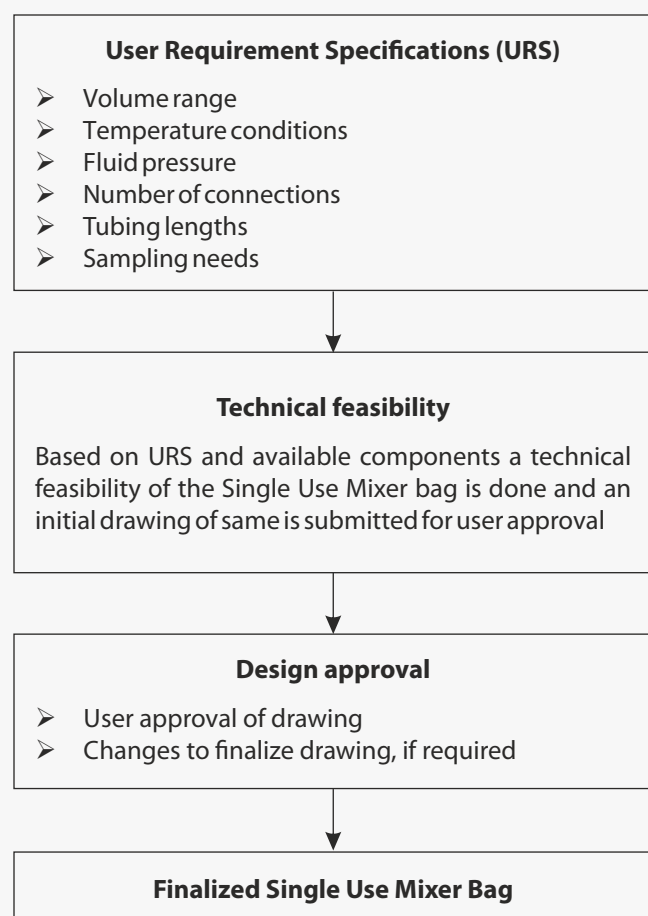 User Requirement Specifications (URS)
➢ Volume range
➢ Temperature conditions
➢ Fluid pressure
➢ Number of connections
➢ Tubing lengths
➢ Sampling needs
Technical feasibility
Based on URS and available components a technical
feasibility of the Single Use Mixer bag is done and an
initial drawing of same is submitted for user approval
Design approval
➢ User approval of drawing
➢ Changes to finalize drawing, if required
Finalized Single Use Mixer Bag